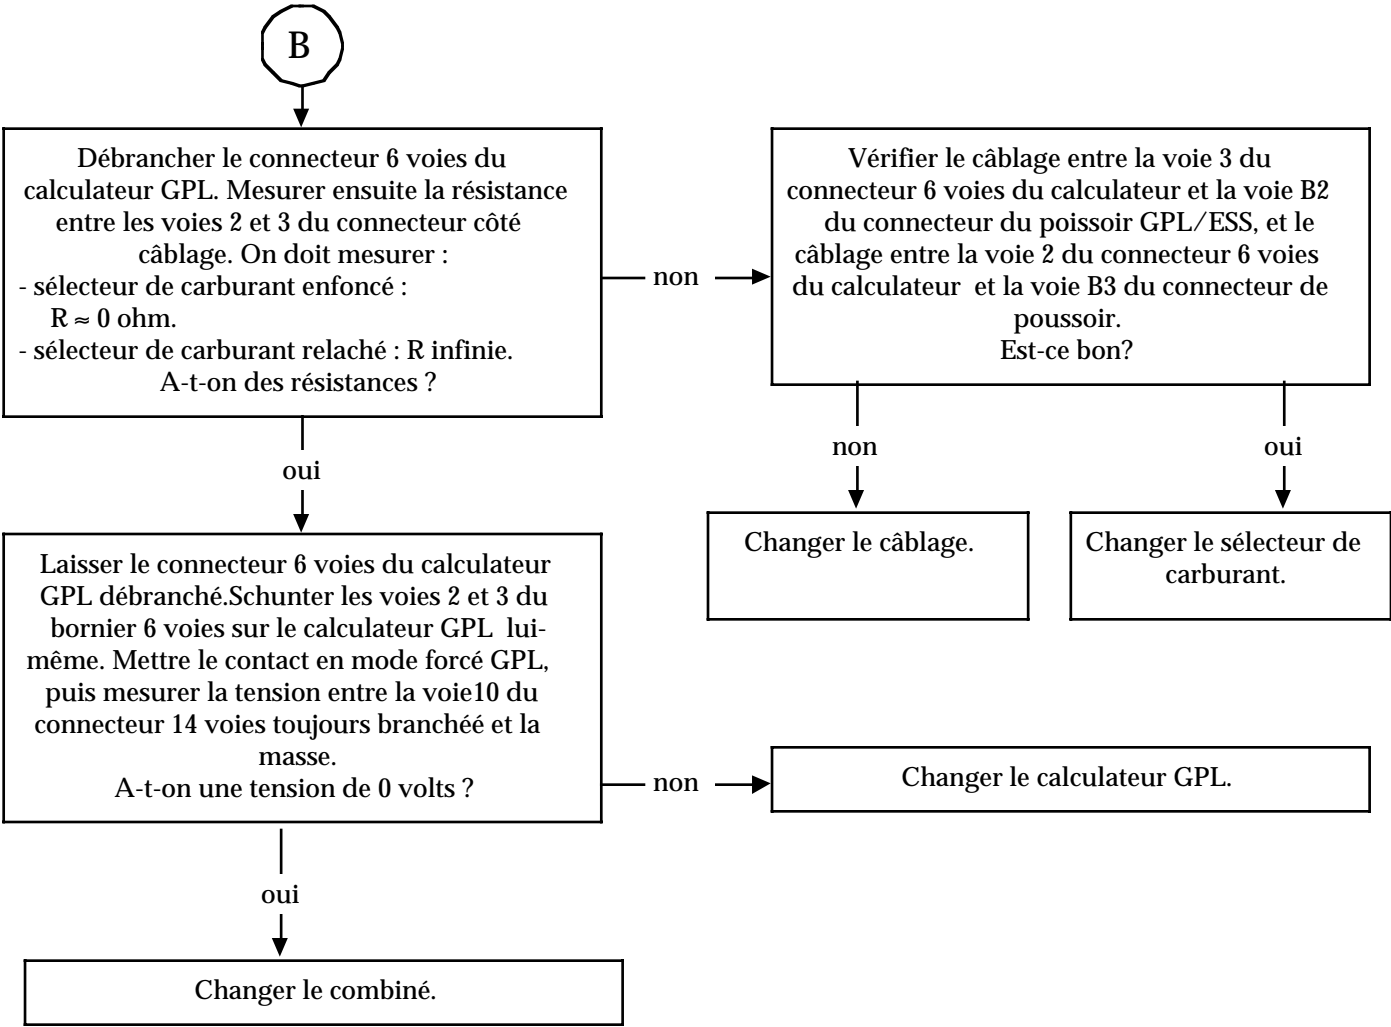 B
Débrancher le connecteur 6 voies du
calculateur GPL. Mesurer ensuite la résistance
entre les voies 2 et 3 du connecteur côté
câblage. On doit mesurer :
- sélecteur de carburant enfoncé :
R ≈ 0 ohm.
- sélecteur de carburant relaché : R infinie.
A-t-on des résistances ?
non
Vérifier le câblage entre la voie 3 du
connecteur 6 voies du calculateur et la voie B2
du connecteur du poissoir GPL/ESS, et le
câblage entre la voie 2 du connecteur 6 voies
du calculateur et la voie B3 du connecteur de
poussoir.
Est-ce bon?
non
oui
Changer le câblage.
Changer le sélecteur de
carburant.
oui
Laisser le connecteur 6 voies du calculateur
GPL débranché.Schunter les voies 2 et 3 du
bornier 6 voies sur le calculateur GPL lui-
même. Mettre le contact en mode forcé GPL,
puis mesurer la tension entre la voie10 du
connecteur 14 voies toujours branchéé et la
masse.
A-t-on une tension de 0 volts ?
non
Changer le calculateur GPL.
oui
Changer le combiné.